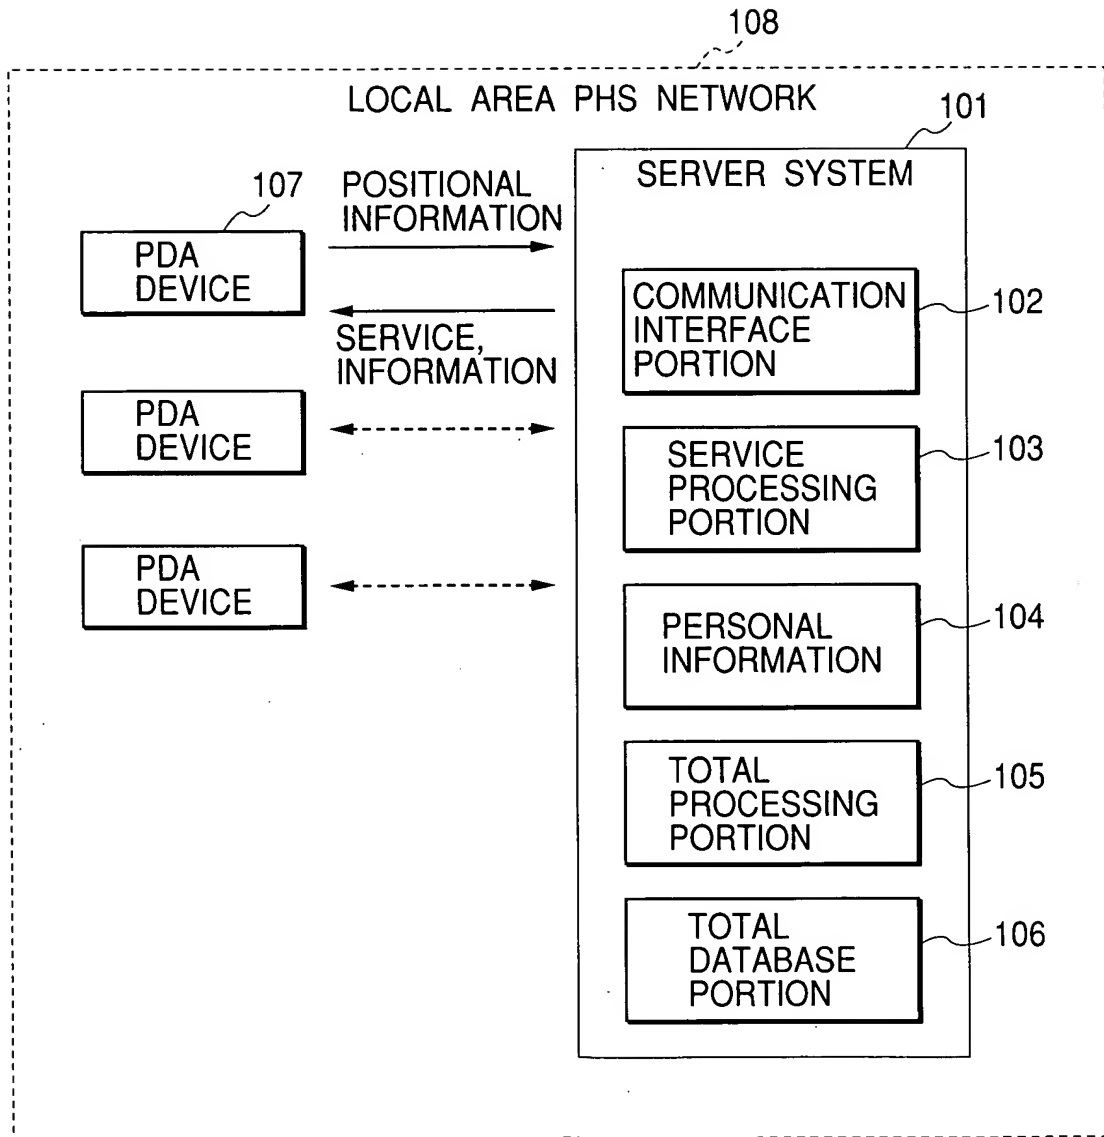 108
LOCAL AREA PHS NETWORK
101
SERVER SYSTEM
107
POSITIONAL
INFORMATION
PDA
DEVICE
SERVICE,
INFORMATION
COMMUNICATION
INTERFACE
PORTION
102
PDA
DEVICE
SERVICE
PROCESSING
PORTION
103
PDA
DEVICE
PERSONAL
INFORMATION
104
TOTAL
PROCESSING
PORTION
105
TOTAL
DATABASE
PORTION
106